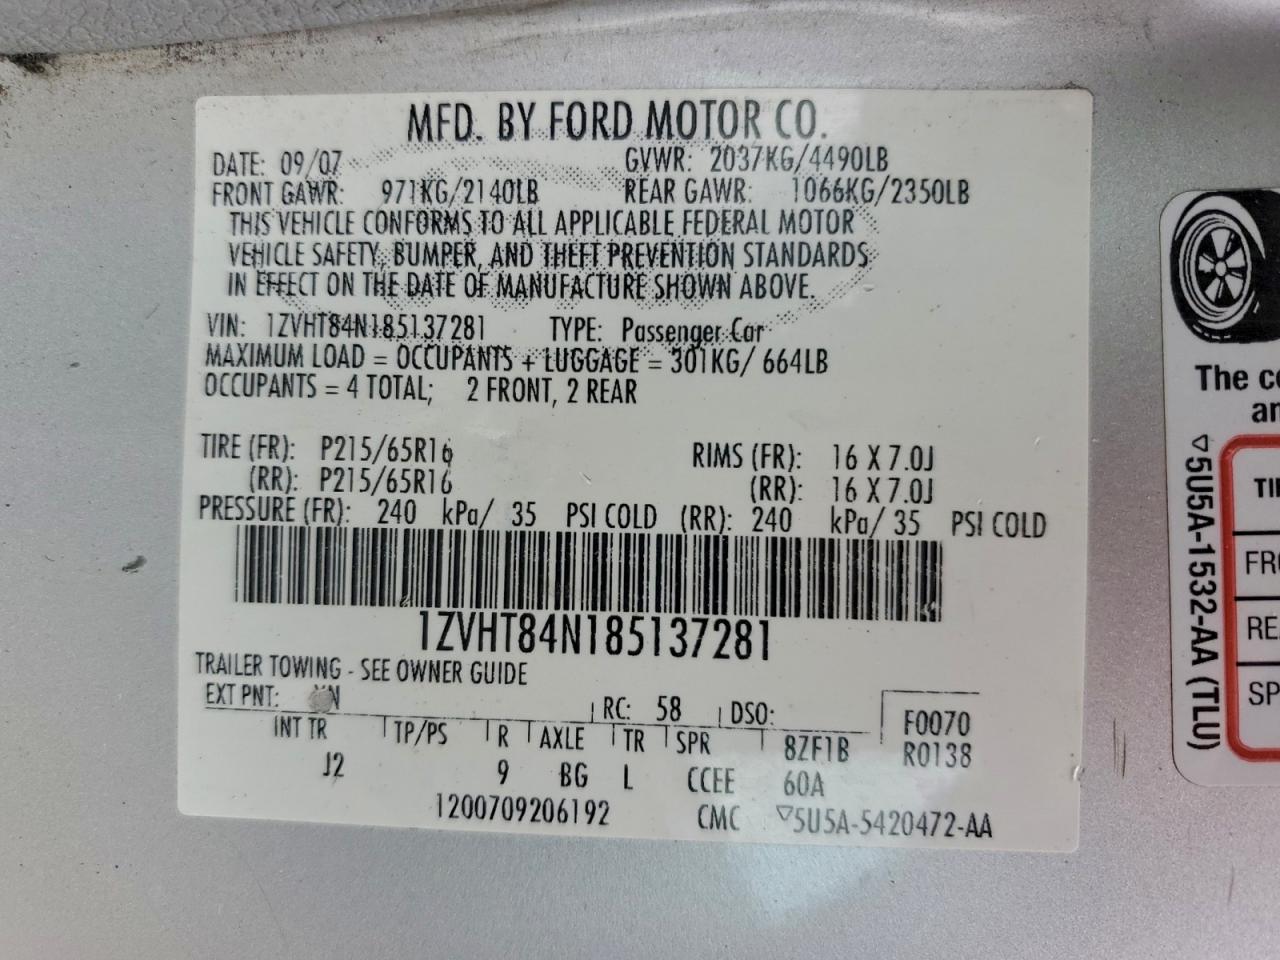 MFD. BY FORD MOTOR CO.
DATE: 09/07 GVWR: 2037KG/4490LB
FRONT GAWR: 971KG/2140LB REAR GAWR: 1066KG/2350LB
THIS VEHICLE CONFORMS TO ALL APPLICABLE FEDERAL MOTOR
VEHICLE SAFETY, BUMPER, AND THEFT PREVENTION STANDARDS
IN EFFECT ON THE DATE OF MANUFACTURE SHOWN ABOVE.
VIN: 1ZVHT84N185137281 TYPE: Passenger Car
MAXIMUM LOAD = OCCUPANTS + LUGGAGE = 301KG/ 664LB
OCCUPANTS = 4 TOTAL; 2 FRONT, 2 REAR
TIRE (FR): P215/65R16 RIMS (FR): 16 X 7.0J
(RR): P215/65R16 (RR): 16 X 7.0J
PRESSURE (FR): 240 kPa/ 35 PSI COLD (RR): 240 kPa/ 35 PSI COLD
1ZVHT84N185137281
TRAILER TOWING - SEE OWNER GUIDE
EXT PNT: RC: 58 DSO: F0070
INT TR TP/PS R AXLE TR SPR 8ZF1B R0138
J2 9 BG L CCEE 60A
1200709206192 CMC ▽5U5A-5420472-AA
The
▽5U5A-1532-AA (TLU)